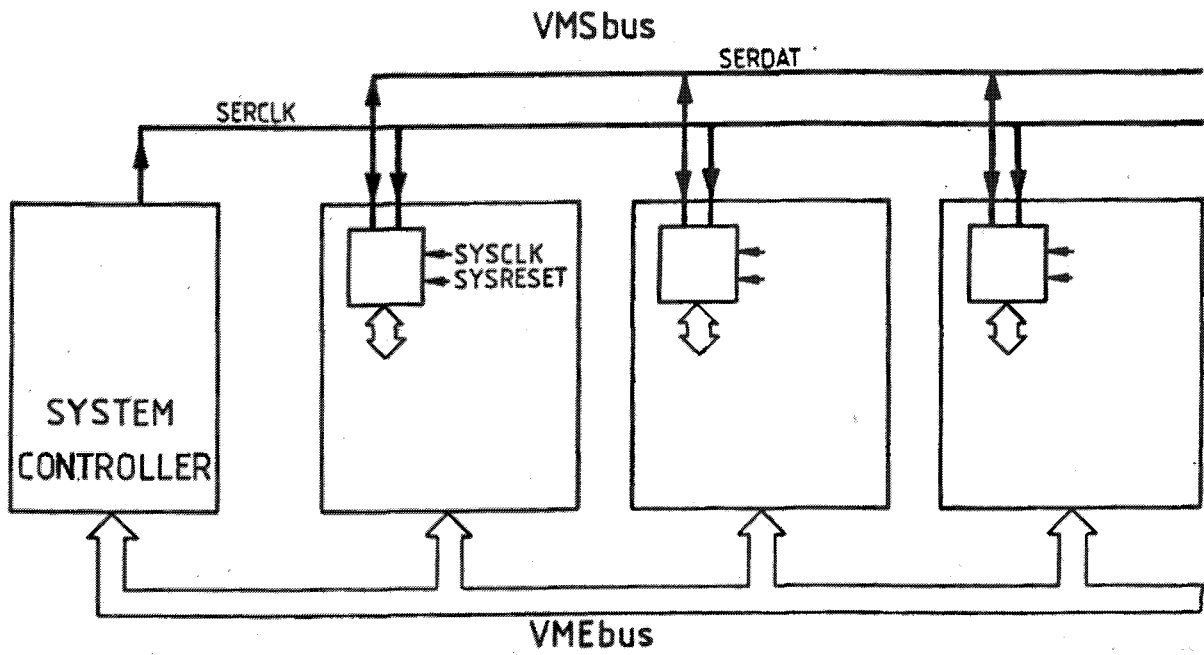 VMSbus
SERDAT
SERCLK
SYSCLK
SYSRESET
SYSTEM
CONTROLLER
VMEbus